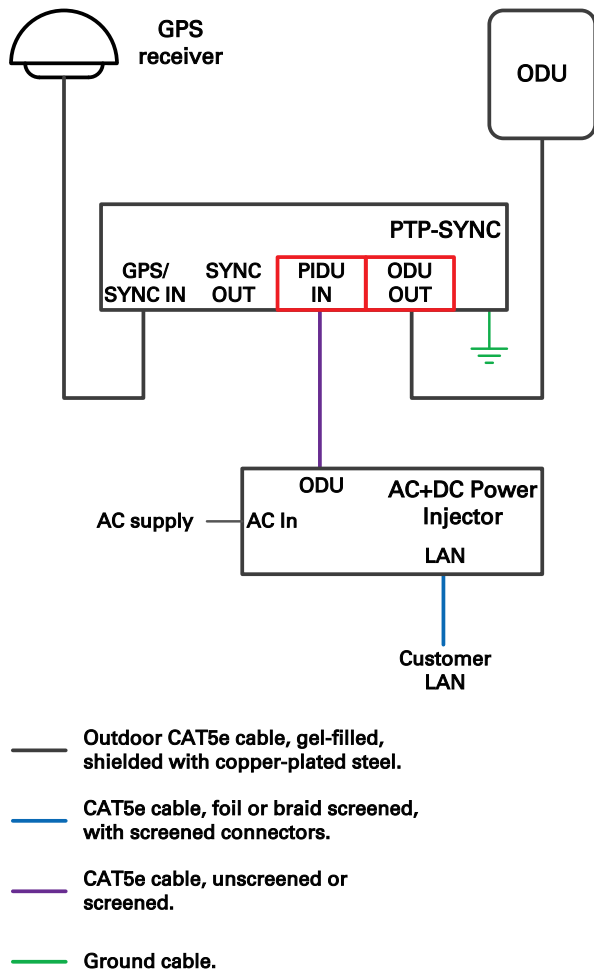 GPS
receiver
ODU
PTP-SYNC
GPS/
SYNC IN
SYNC
OUT
PIDU
IN
ODU
OUT
ODU
AC+DC Power
Injector
AC supply
AC In
LAN
Customer
LAN
Outdoor CAT5e cable, gel-filled,
shielded with copper-plated steel.
CAT5e cable, foil or braid screened,
with screened connectors.
CAT5e cable, unscreened or
screened.
Ground cable.